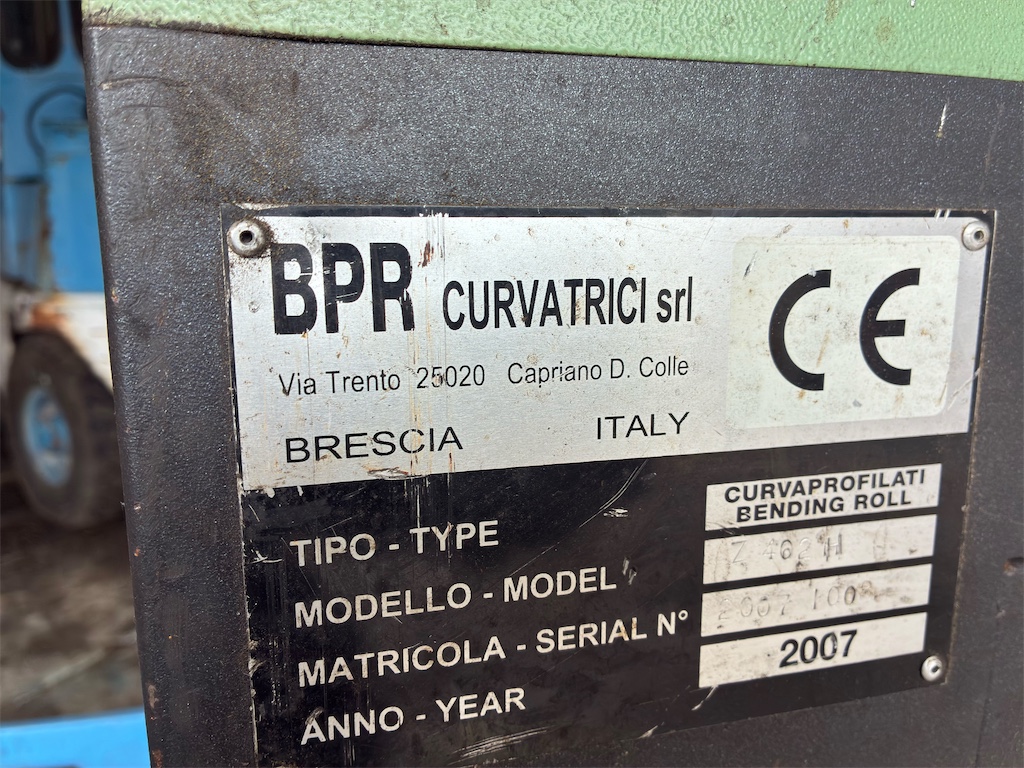 BPR CURVATRICI srl
CE
Via Trento 25020 Capriano D. Colle
BRESCIA ITALY
CURVAPROFILATI
BENDING ROLL
TIPO - TYPE
MODELLO - MODEL
MATRICOLA - SERIAL N°
ANNO - YEAR 2007